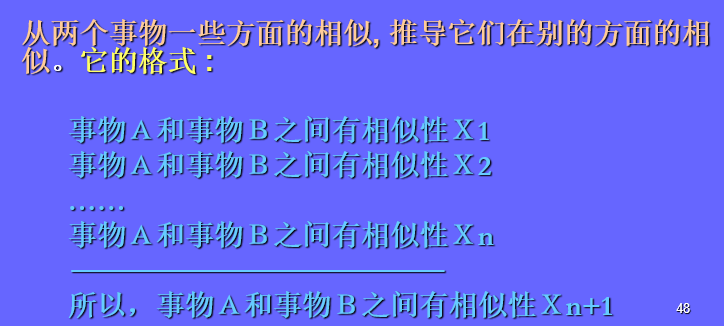 从两个事物一些方面的相似, 推导它们在别的方面的相
似。它的格式：
事物A和事物B之间有相似性X1
事物A和事物B之间有相似性X2
……
事物A和事物B之间有相似性Xn
所以，事物A和事物B之间有相似性Xn+1
48